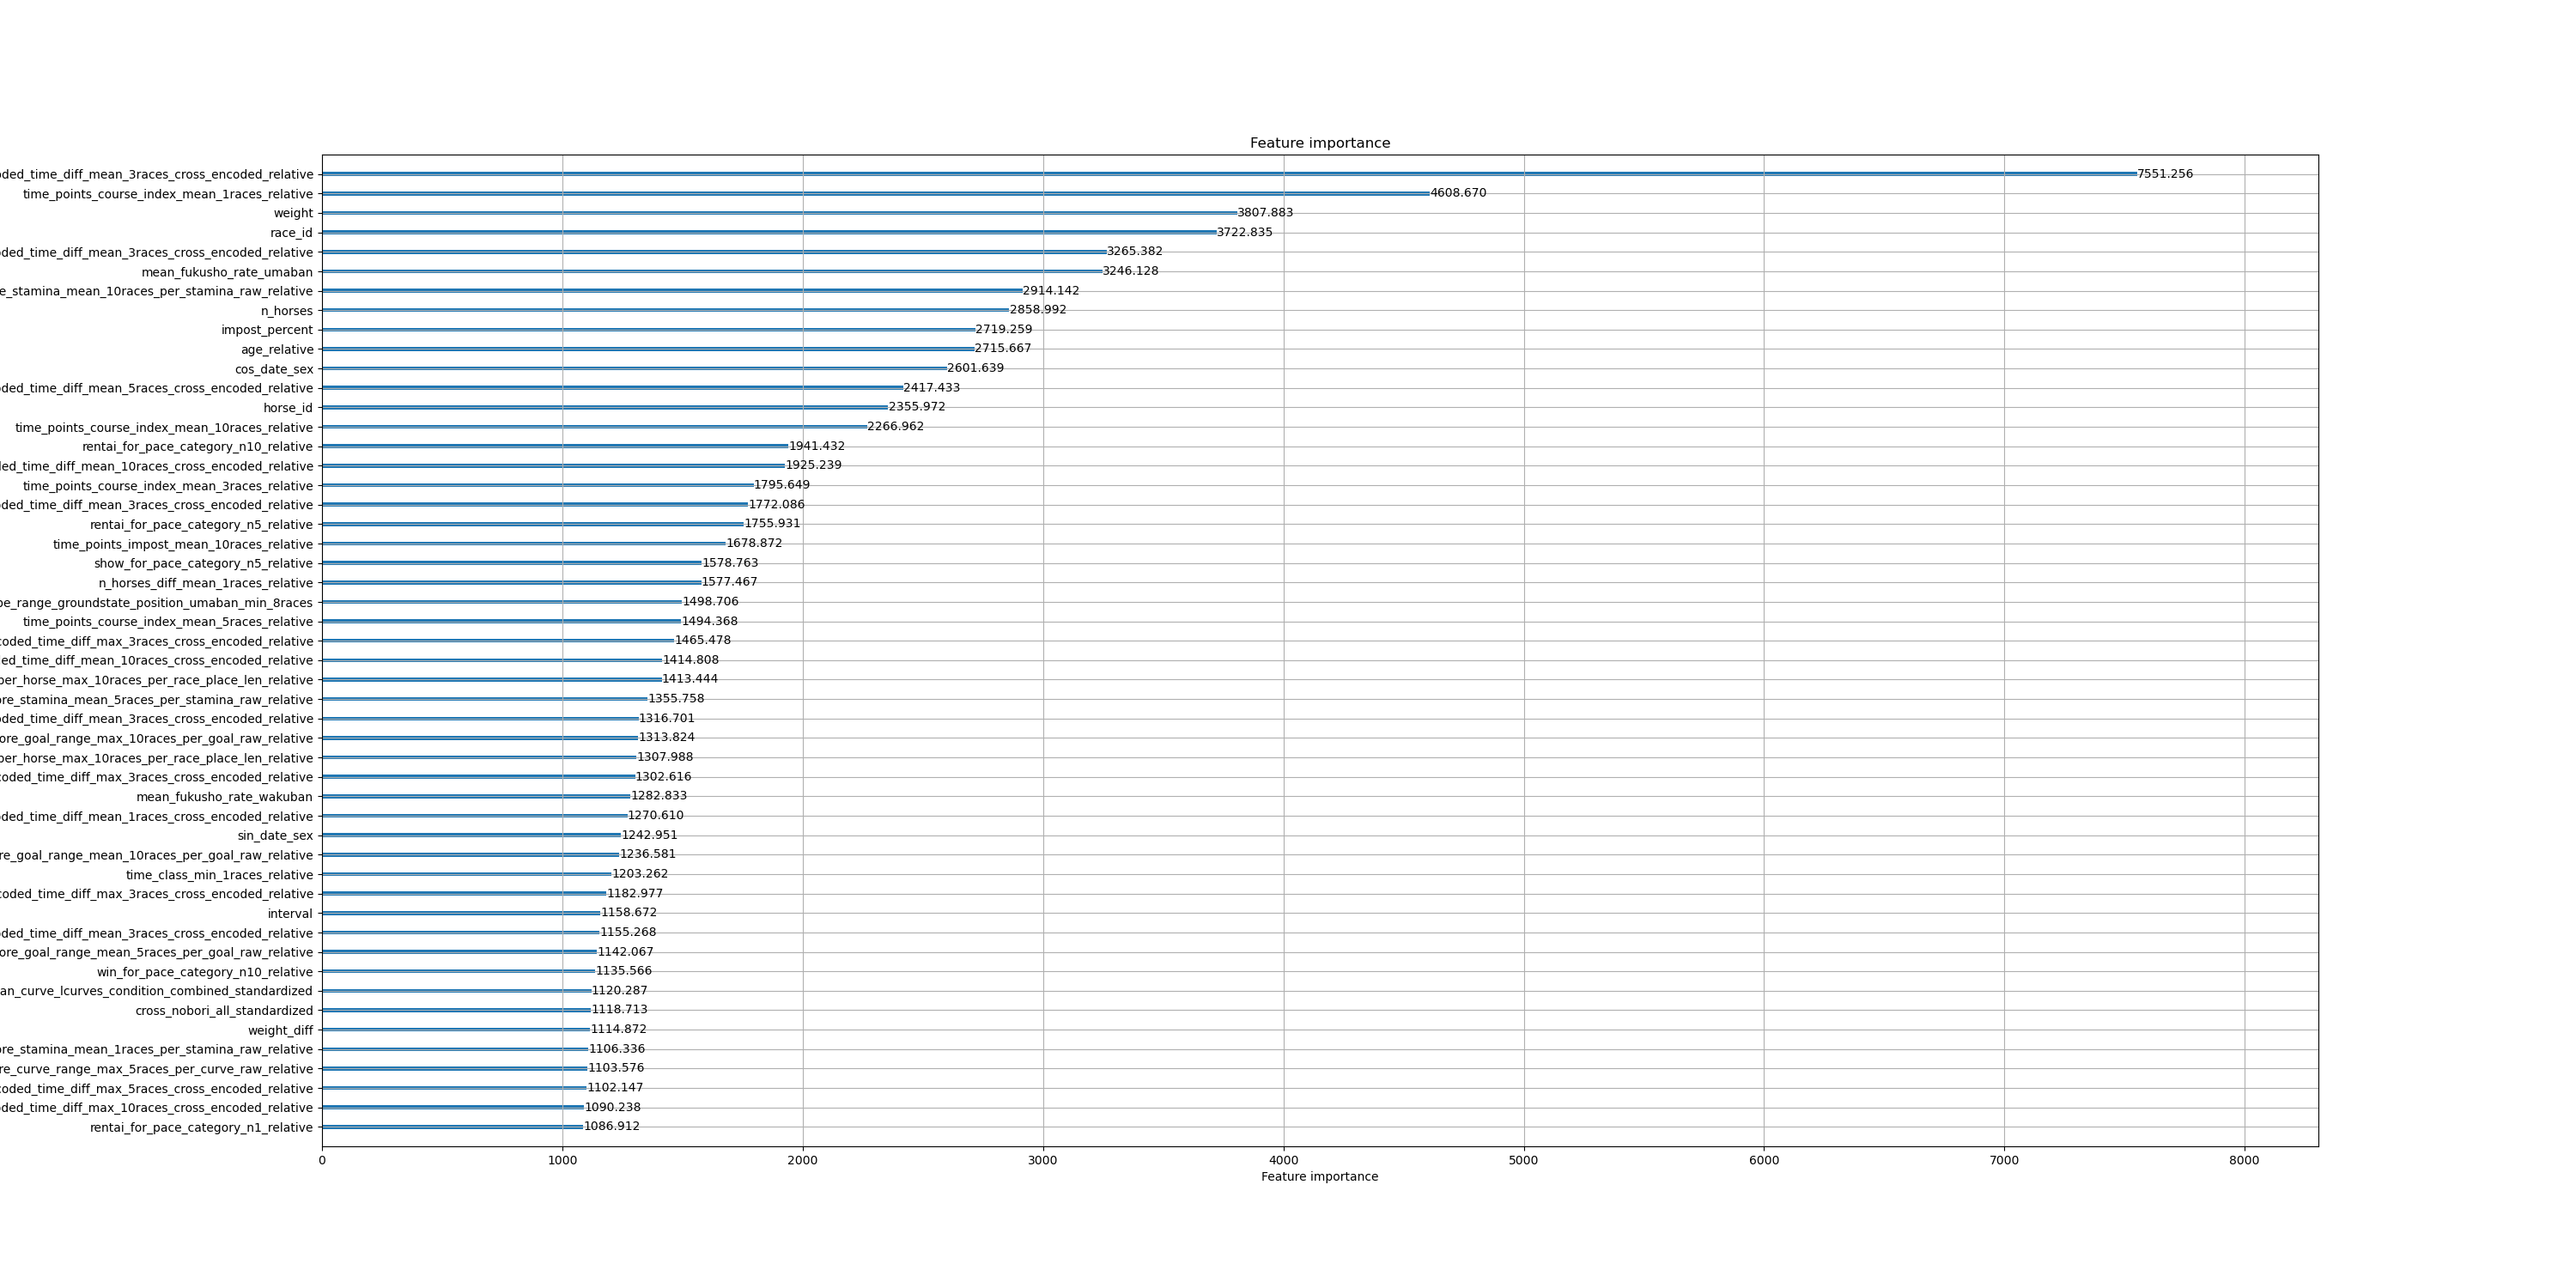 Feature importance
oded_time_diff_mean_3races_cross_encoded_relative 7551.256
time_points_course_index_mean_1races_relative 4608.670
weight 3807.883
race_id 3722.835
oded_time_diff_mean_3races_cross_encoded_relative 3265.382
mean_fukusho_rate_umaban 3246.128
e_stamina_mean_10races_per_stamina_raw_relative 2914.142
n_horses 2858.992
impost_percent 2719.259
age_relative 2715.667
cos_date_sex 2601.639
oded_time_diff_mean_5races_cross_encoded_relative 2417.433
horse_id 2355.972
time_points_course_index_mean_10races_relative 2266.962
rentai_for_pace_category_n10_relative 1941.432
led_time_diff_mean_10races_cross_encoded_relative 1925.239
time_points_course_index_mean_3races_relative 1795.649
oded_time_diff_mean_3races_cross_encoded_relative 1772.086
rentai_for_pace_category_n5_relative 1755.931
time_points_impost_mean_10races_relative 1678.872
show_for_pace_category_n5_relative 1578.763
n_horses_diff_mean_1races_relative 1577.467
pe_range_groundstate_position_umaban_min_8races 1498.706
time_points_course_index_mean_5races_relative 1494.368
coded_time_diff_max_3races_cross_encoded_relative 1465.478
ed_time_diff_mean_10races_cross_encoded_relative 1414.808
per_horse_max_10races_per_race_place_len_relative 1413.444
ore_stamina_mean_5races_per_stamina_raw_relative 1355.758
oded_time_diff_mean_3races_cross_encoded_relative 1316.701
ore_goal_range_max_10races_per_goal_raw_relative 1313.824
per_horse_max_10races_per_race_place_len_relative 1307.988
coded_time_diff_max_3races_cross_encoded_relative 1302.616
mean_fukusho_rate_wakuban 1282.833
oded_time_diff_mean_1races_cross_encoded_relative 1270.610
sin_date_sex 1242.951
re_goal_range_mean_10races_per_goal_raw_relative 1236.581
time_class_min_1races_relative 1203.262
coded_time_diff_max_3races_cross_encoded_relative 1182.977
interval 1158.672
oded_time_diff_mean_3races_cross_encoded_relative 1155.268
ore_goal_range_mean_5races_per_goal_raw_relative 1142.067
win_for_pace_category_n10_relative 1135.566
an_curve_lcurves_condition_combined_standardized 1120.287
cross_nobori_all_standardized 1118.713
weight_diff 1114.872
ore_stamina_mean_1races_per_stamina_raw_relative 1106.336
re_curve_range_max_5races_per_curve_raw_relative 1103.576
coded_time_diff_max_5races_cross_encoded_relative 1102.147
ded_time_diff_max_10races_cross_encoded_relative 1090.238
rentai_for_pace_category_n1_relative 1086.912
0 1000 2000 3000 4000 5000 6000 7000 8000
Feature importance